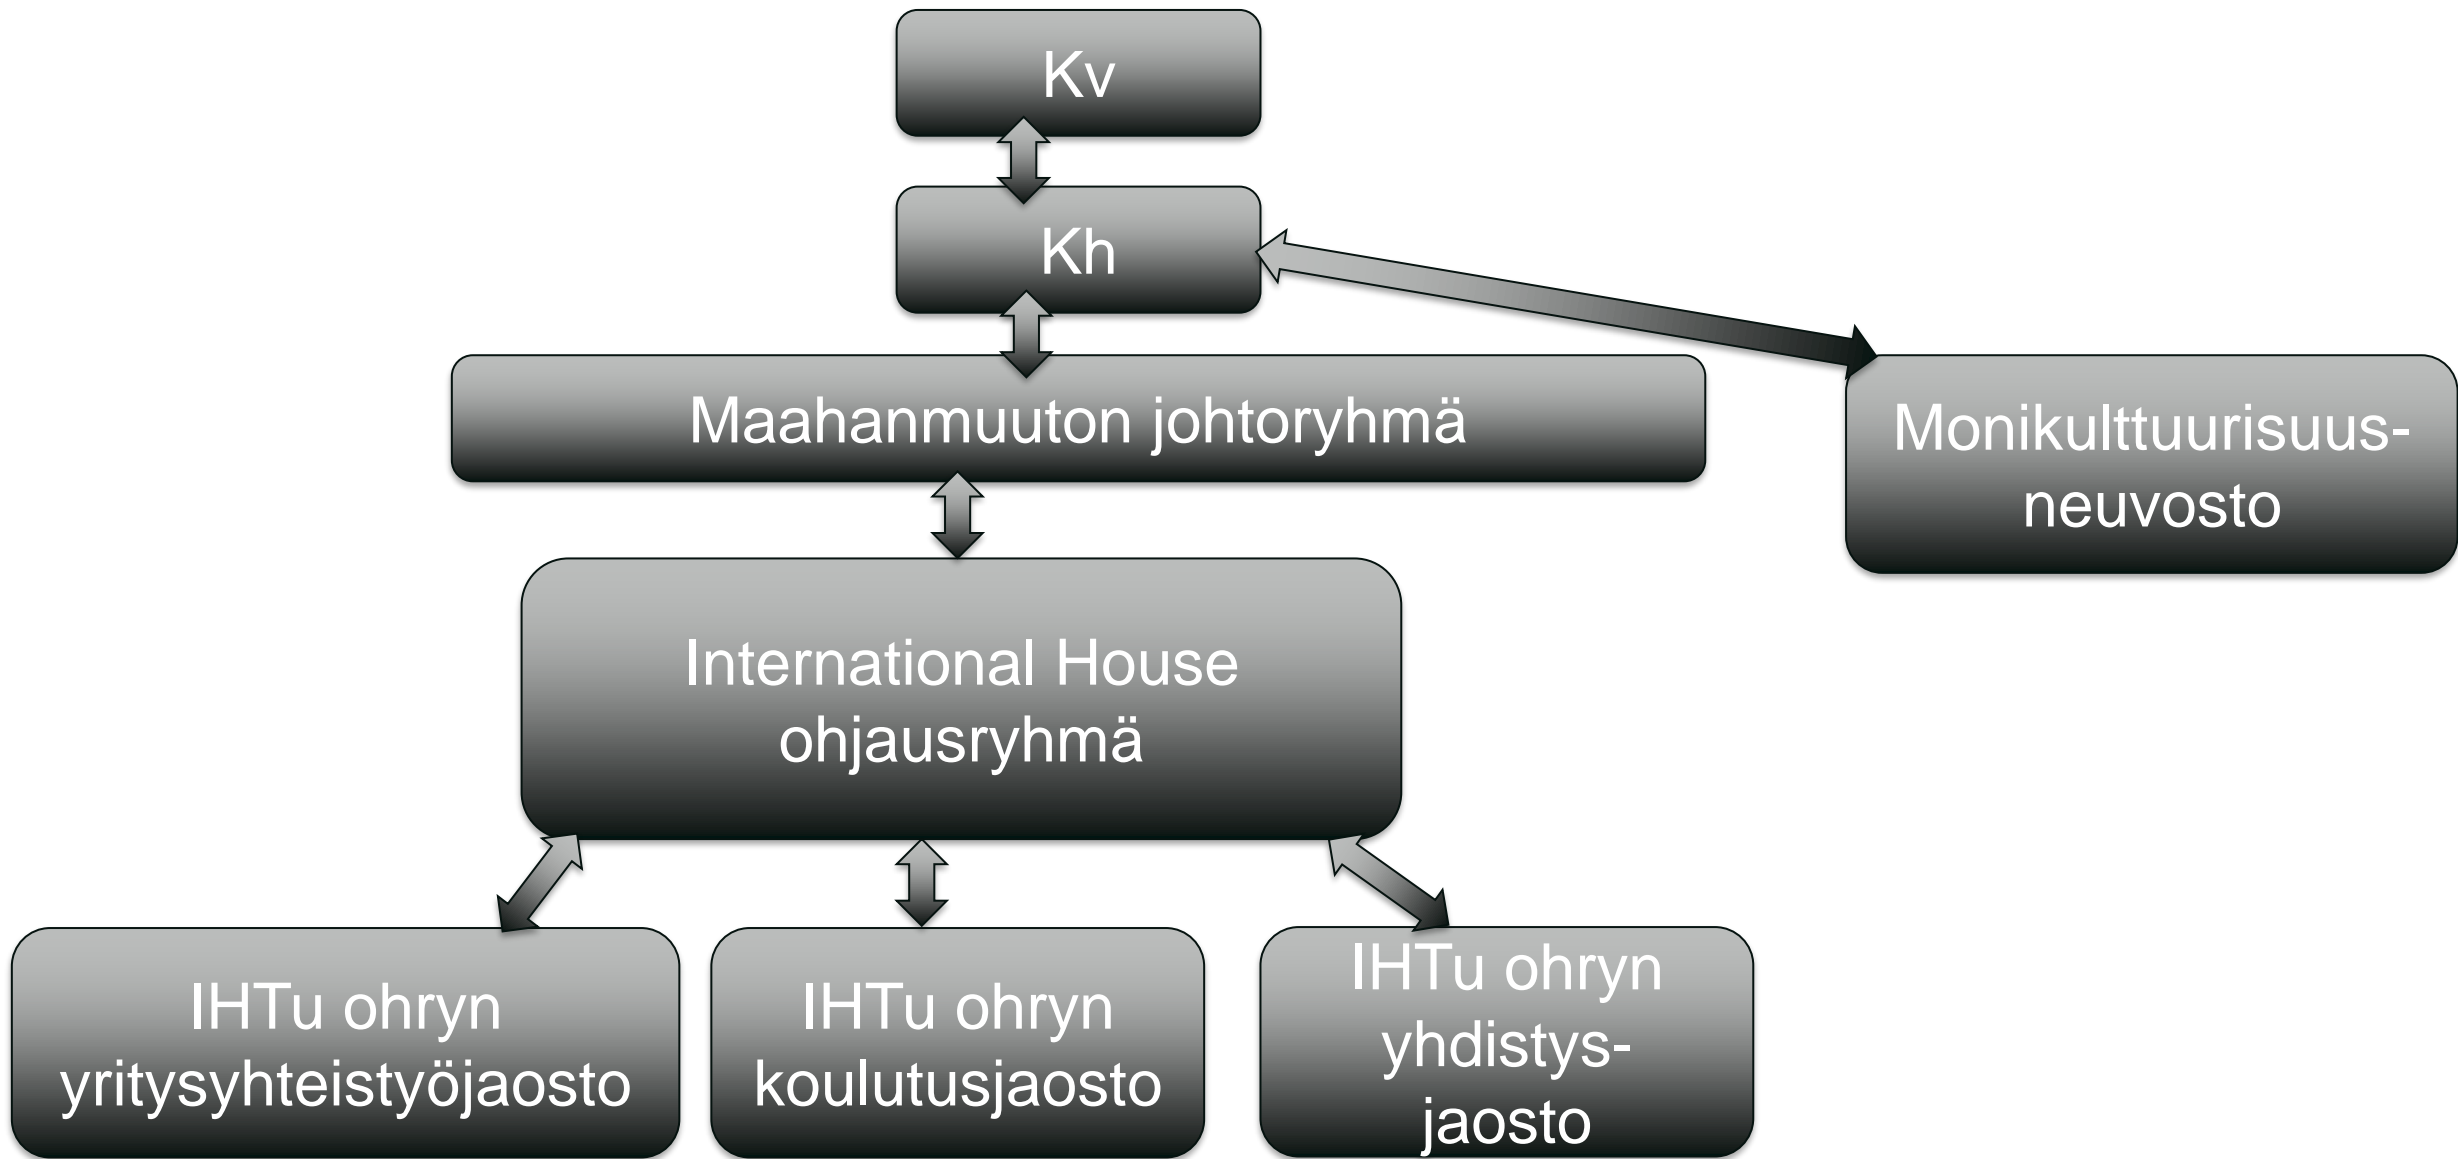 Kv
Kh
Maahanmuuton johtoryhmä
Monikulttuurisuus-
neuvosto
International House
ohjausryhmä
IHTu ohryn
yritysyhteistyöjaosto
IHTu ohryn
koulutusjaosto
IHTu ohryn
yhdistys-
jaosto